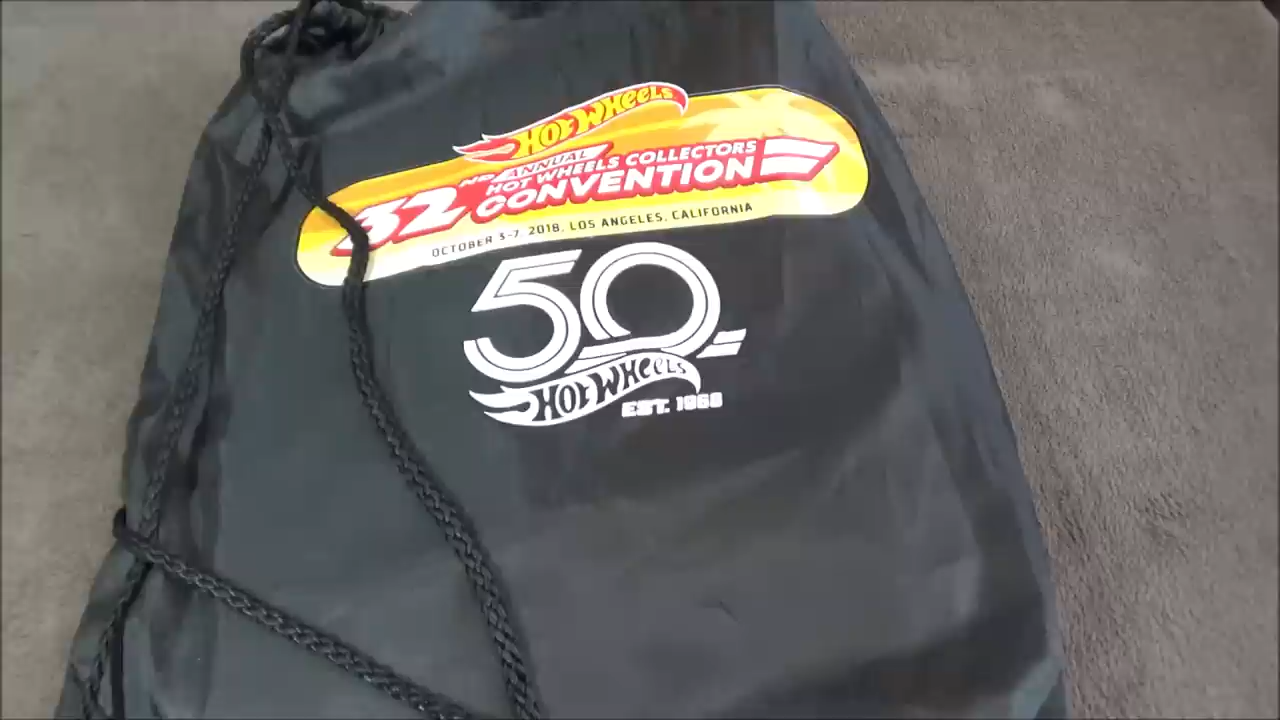 HOT WHEELS
32ND ANNUAL
HOT WHEELS COLLECTORS
CONVENTION
OCTOBER 3-7, 2018, LOS ANGELES, CALIFORNIA
50
HOT WHEELS
EST. 1968